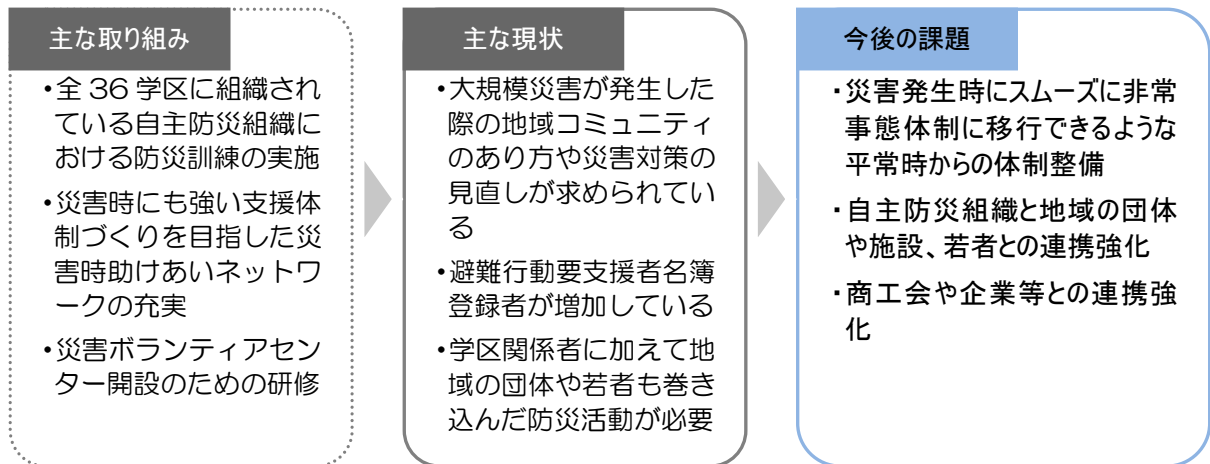 主な取り組み
・全 36 学区に組織され
ている自主防災組織に
おける防災訓練の実施
・災害時にも強い支援体
制づくりを目指した災
害時助けあいネットワ
ークの充実
・災害ボランティアセン
ター開設のための研修
主な現状
・大規模災害が発生した
際の地域コミュニティ
のあり方や災害対策の
見直しが求められてい
る
・避難行動要支援者名簿
登録者が増加している
・学区関係者に加えて地
域の団体や若者も巻き
込んだ防災活動が必要
今後の課題
・災害発生時にスムーズに非常
事態体制に移行できるような
平常時からの体制整備
・自主防災組織と地域の団体
や施設、若者との連携強化
・商工会や企業等との連携強
化